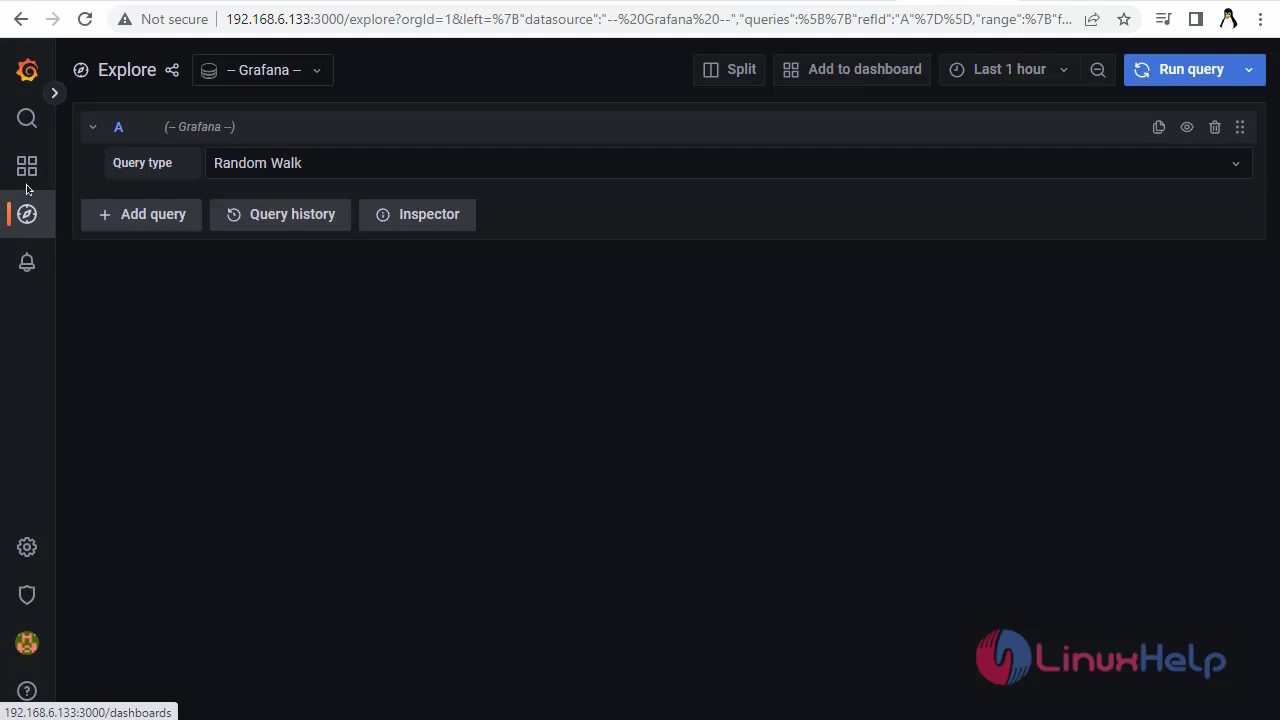 Not secure
192.168.6.133:3000/explore?orgId=1&left=%7B"datasource":"--%20Grafana%20--","queries":%5B%7B"refId":"A"%7D%5D,"range":%7B"f...
Explore
-- Grafana --
Split
Add to dashboard
Last 1 hour
Run query
A
(-- Grafana --)
Query type
Random Walk
+ Add query
Query history
Inspector
LinuxHelp
192.168.6.133:3000/dashboards